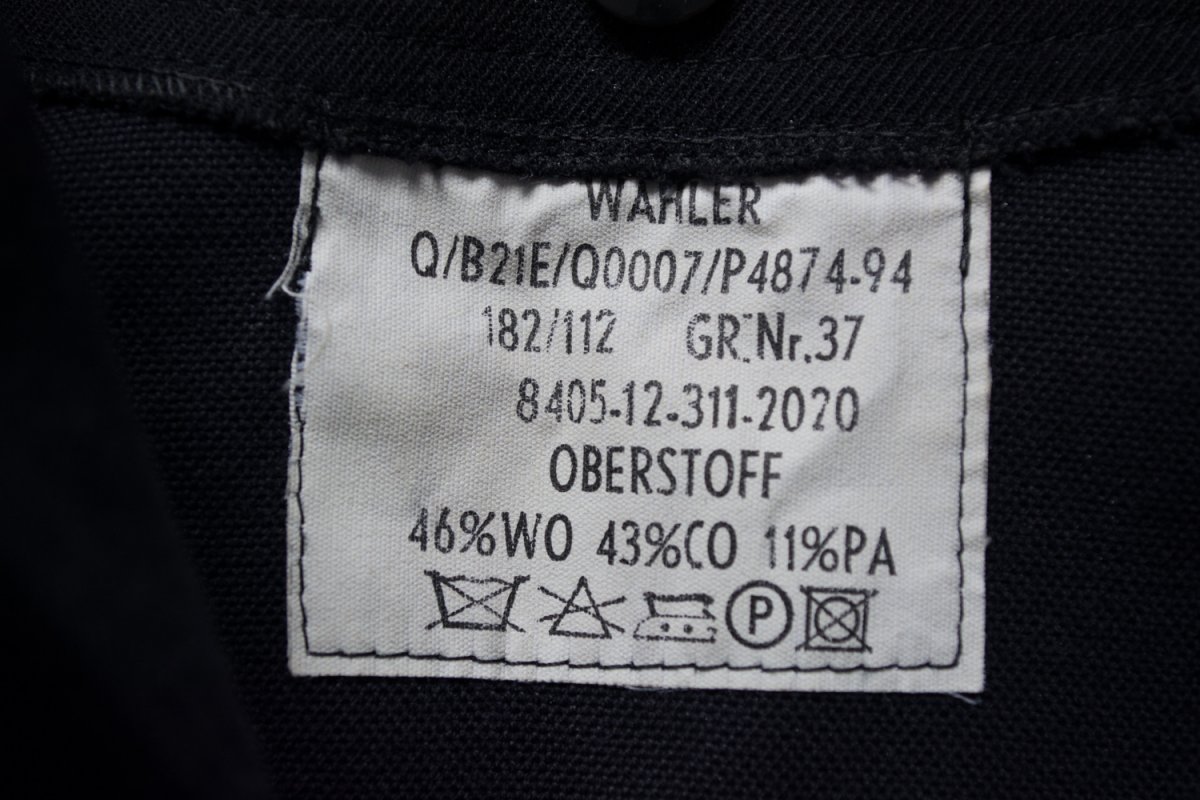 WAHLER
Q/B21E/Q0007/P4874-94
182/112 GR.Nr.37
8405-12-311-2020
OBERSTOFF
46%WO 43%CO 11%PA
P